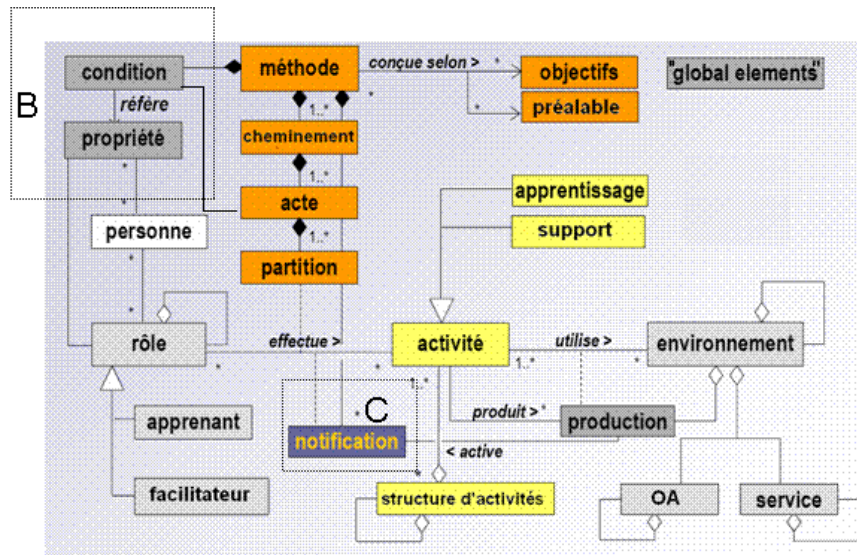 B
condition
méthode
conçue selon > *
objectifs
"global elements"
réfère
1..*
*
*
préalable
propriété
cheminement
*
1..*
apprentissage
*
acte
support
personne
1..*
*
partition
*
rôle
effectue >
activité
utilise >
environnement
*
*
1..*
*
1..*
C
apprenant
*
produit > *
production
notification
< active
*
facilitateur
structure d'activités
OA
service